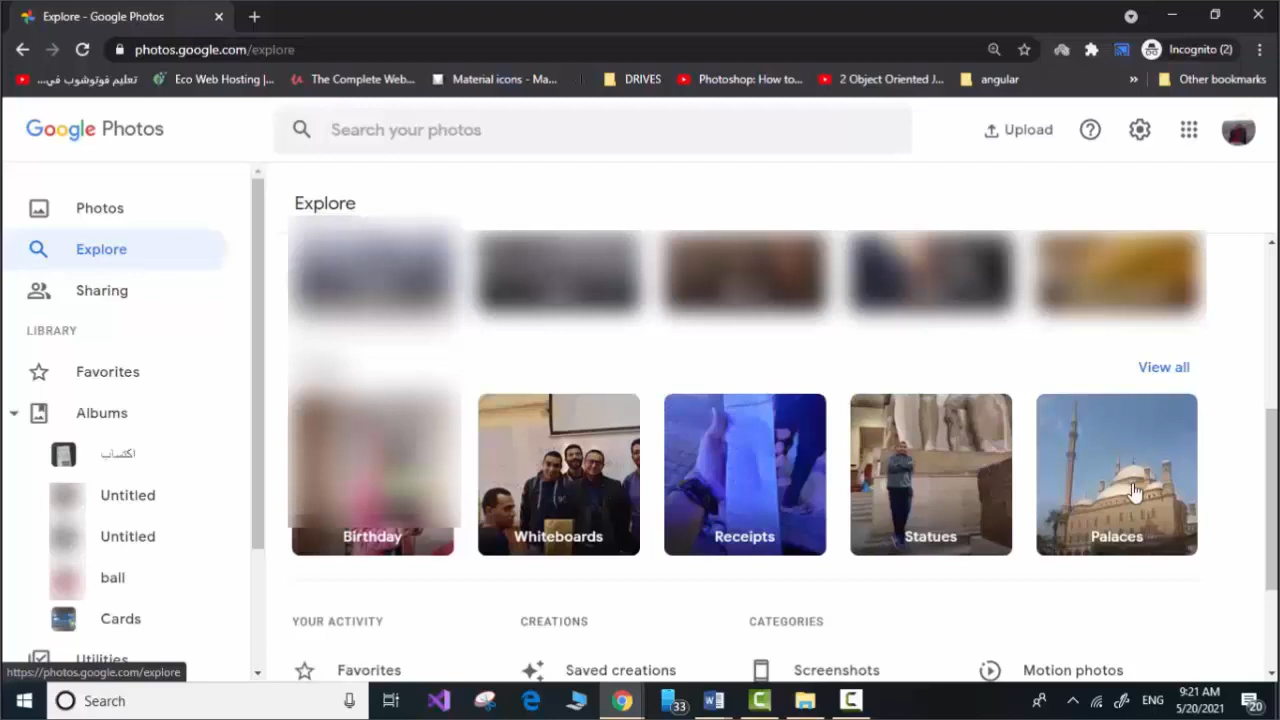 Explore - Google Photos
photos.google.com/explore
Incognito (2)
تعليم فوتوشوب في...
Eco Web Hosting |...
The Complete Web...
Material icons - Ma...
DRIVES
Photoshop: How to...
2 Object Oriented J...
angular
»
Other bookmarks
Google Photos
Search your photos
Upload
Photos
Explore
Sharing
LIBRARY
Favorites
Albums
اكتساب
Untitled
Untitled
ball
Cards
Utilities
https://photos.google.com/explore
Explore
View all
Birthday
Whiteboards
Receipts
Statues
Palaces
YOUR ACTIVITY
CREATIONS
CATEGORIES
Favorites
Saved creations
Screenshots
Motion photos
Search
33
ENG
9:21 AM
5/20/2021
20